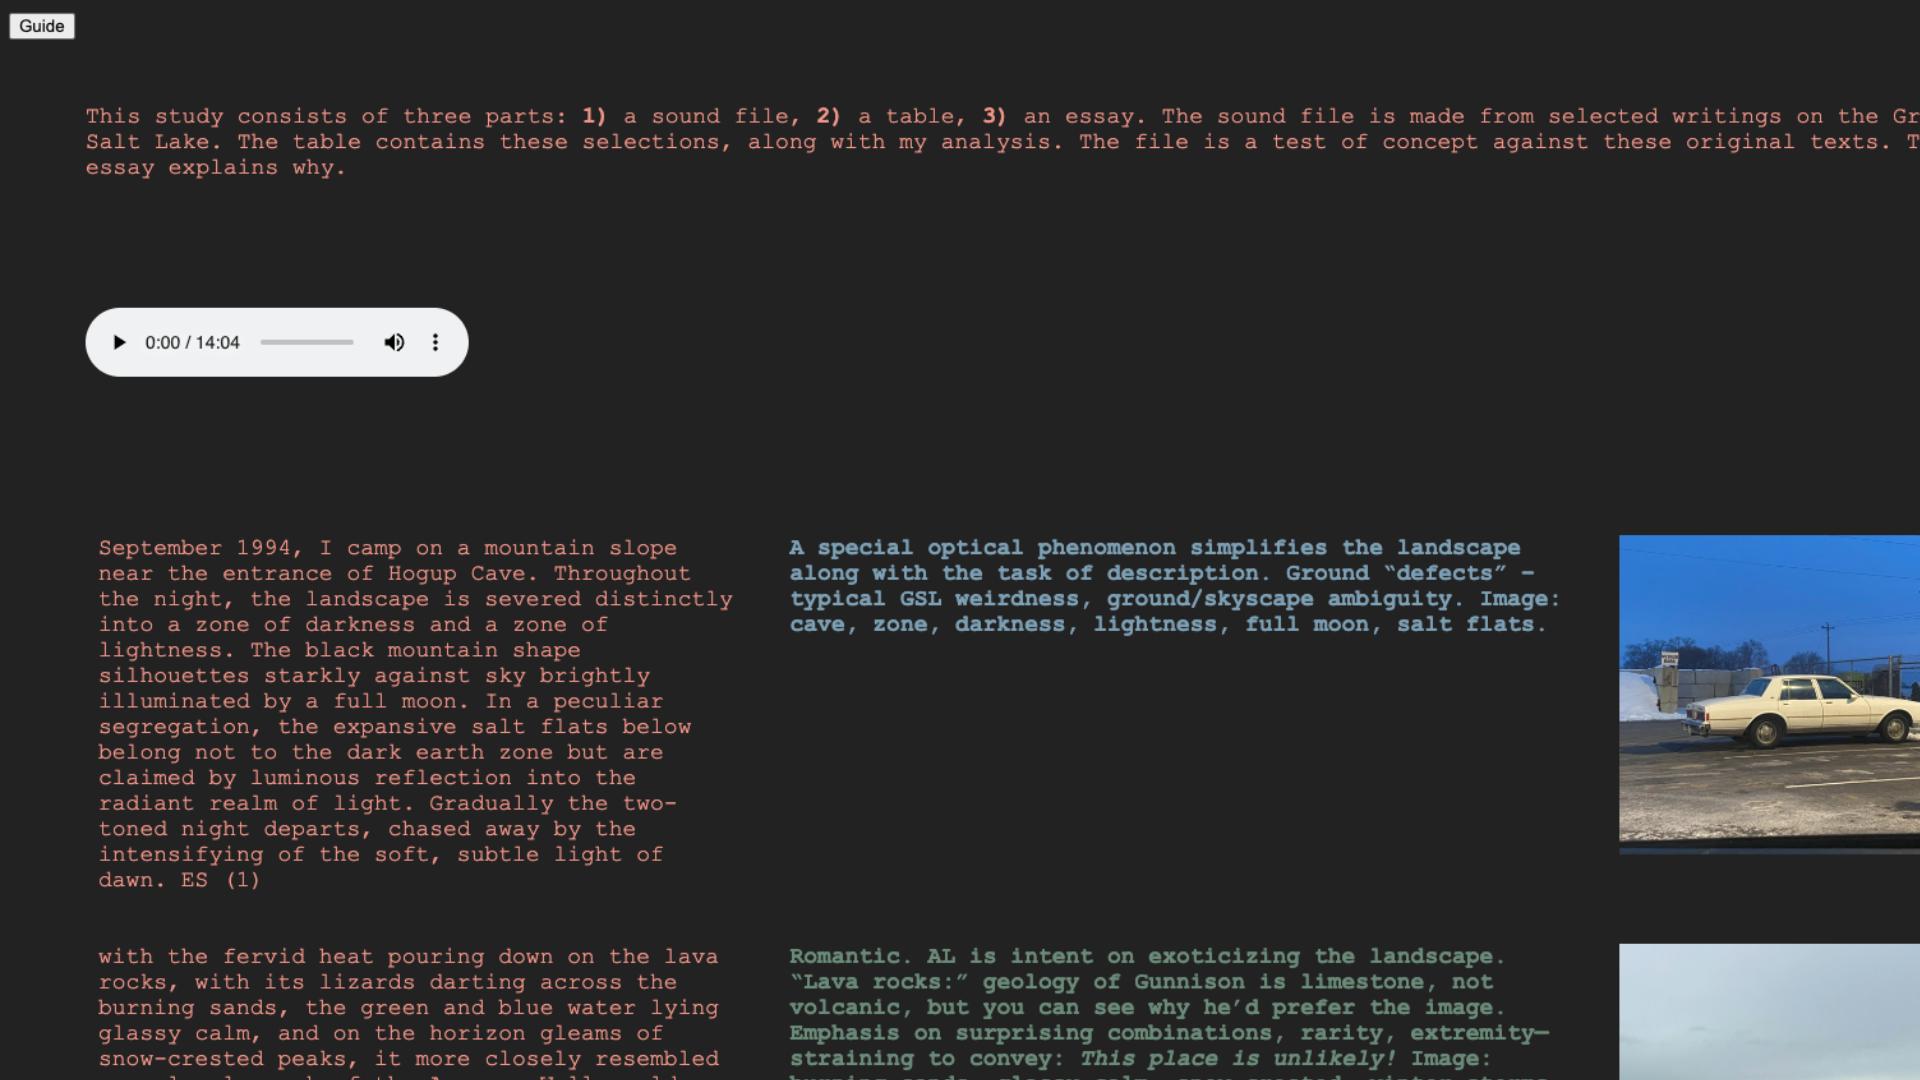 Guide
This study consists of three parts: 1) a sound file, 2) a table, 3) an essay. The sound file is made from selected writings on the
Salt Lake. The table contains these selections, along with my analysis. The file is a test of concept against these original texts.
essay explains why.
0:00 / 14:04
September 1994, I camp on a mountain slope
near the entrance of Hogup Cave. Throughout
the night, the landscape is severed distinctly
into a zone of darkness and a zone of
lightness. The black mountain shape
silhouettes starkly against sky brightly
illuminated by a full moon. In a peculiar
segregation, the expansive salt flats below
belong not to the dark earth zone but are
claimed by luminous reflection into the
radiant realm of light. Gradually the two-
toned night departs, chased away by the
intensifying of the soft, subtle light of
dawn. ES (1)
A special optical phenomenon simplifies the landscape
along with the task of description. Ground “defects” –
typical GSL weirdness, ground/skyscape ambiguity. Image:
cave, zone, darkness, lightness, full moon, salt flats.
with the fervid heat pouring down on the lava
rocks, with its lizards darting across the
burning sands, the green and blue water lying
glassy calm, and on the horizon gleams of
snow-crested peaks, it more closely resembled
Romantic. AL is intent on exoticizing the landscape.
“Lava rocks:” geology of Gunnison is limestone, not
volcanic, but you can see why he’d prefer the image.
Emphasis on surprising combinations, rarity, extremity—
straining to convey: This place is unlikely! Image: